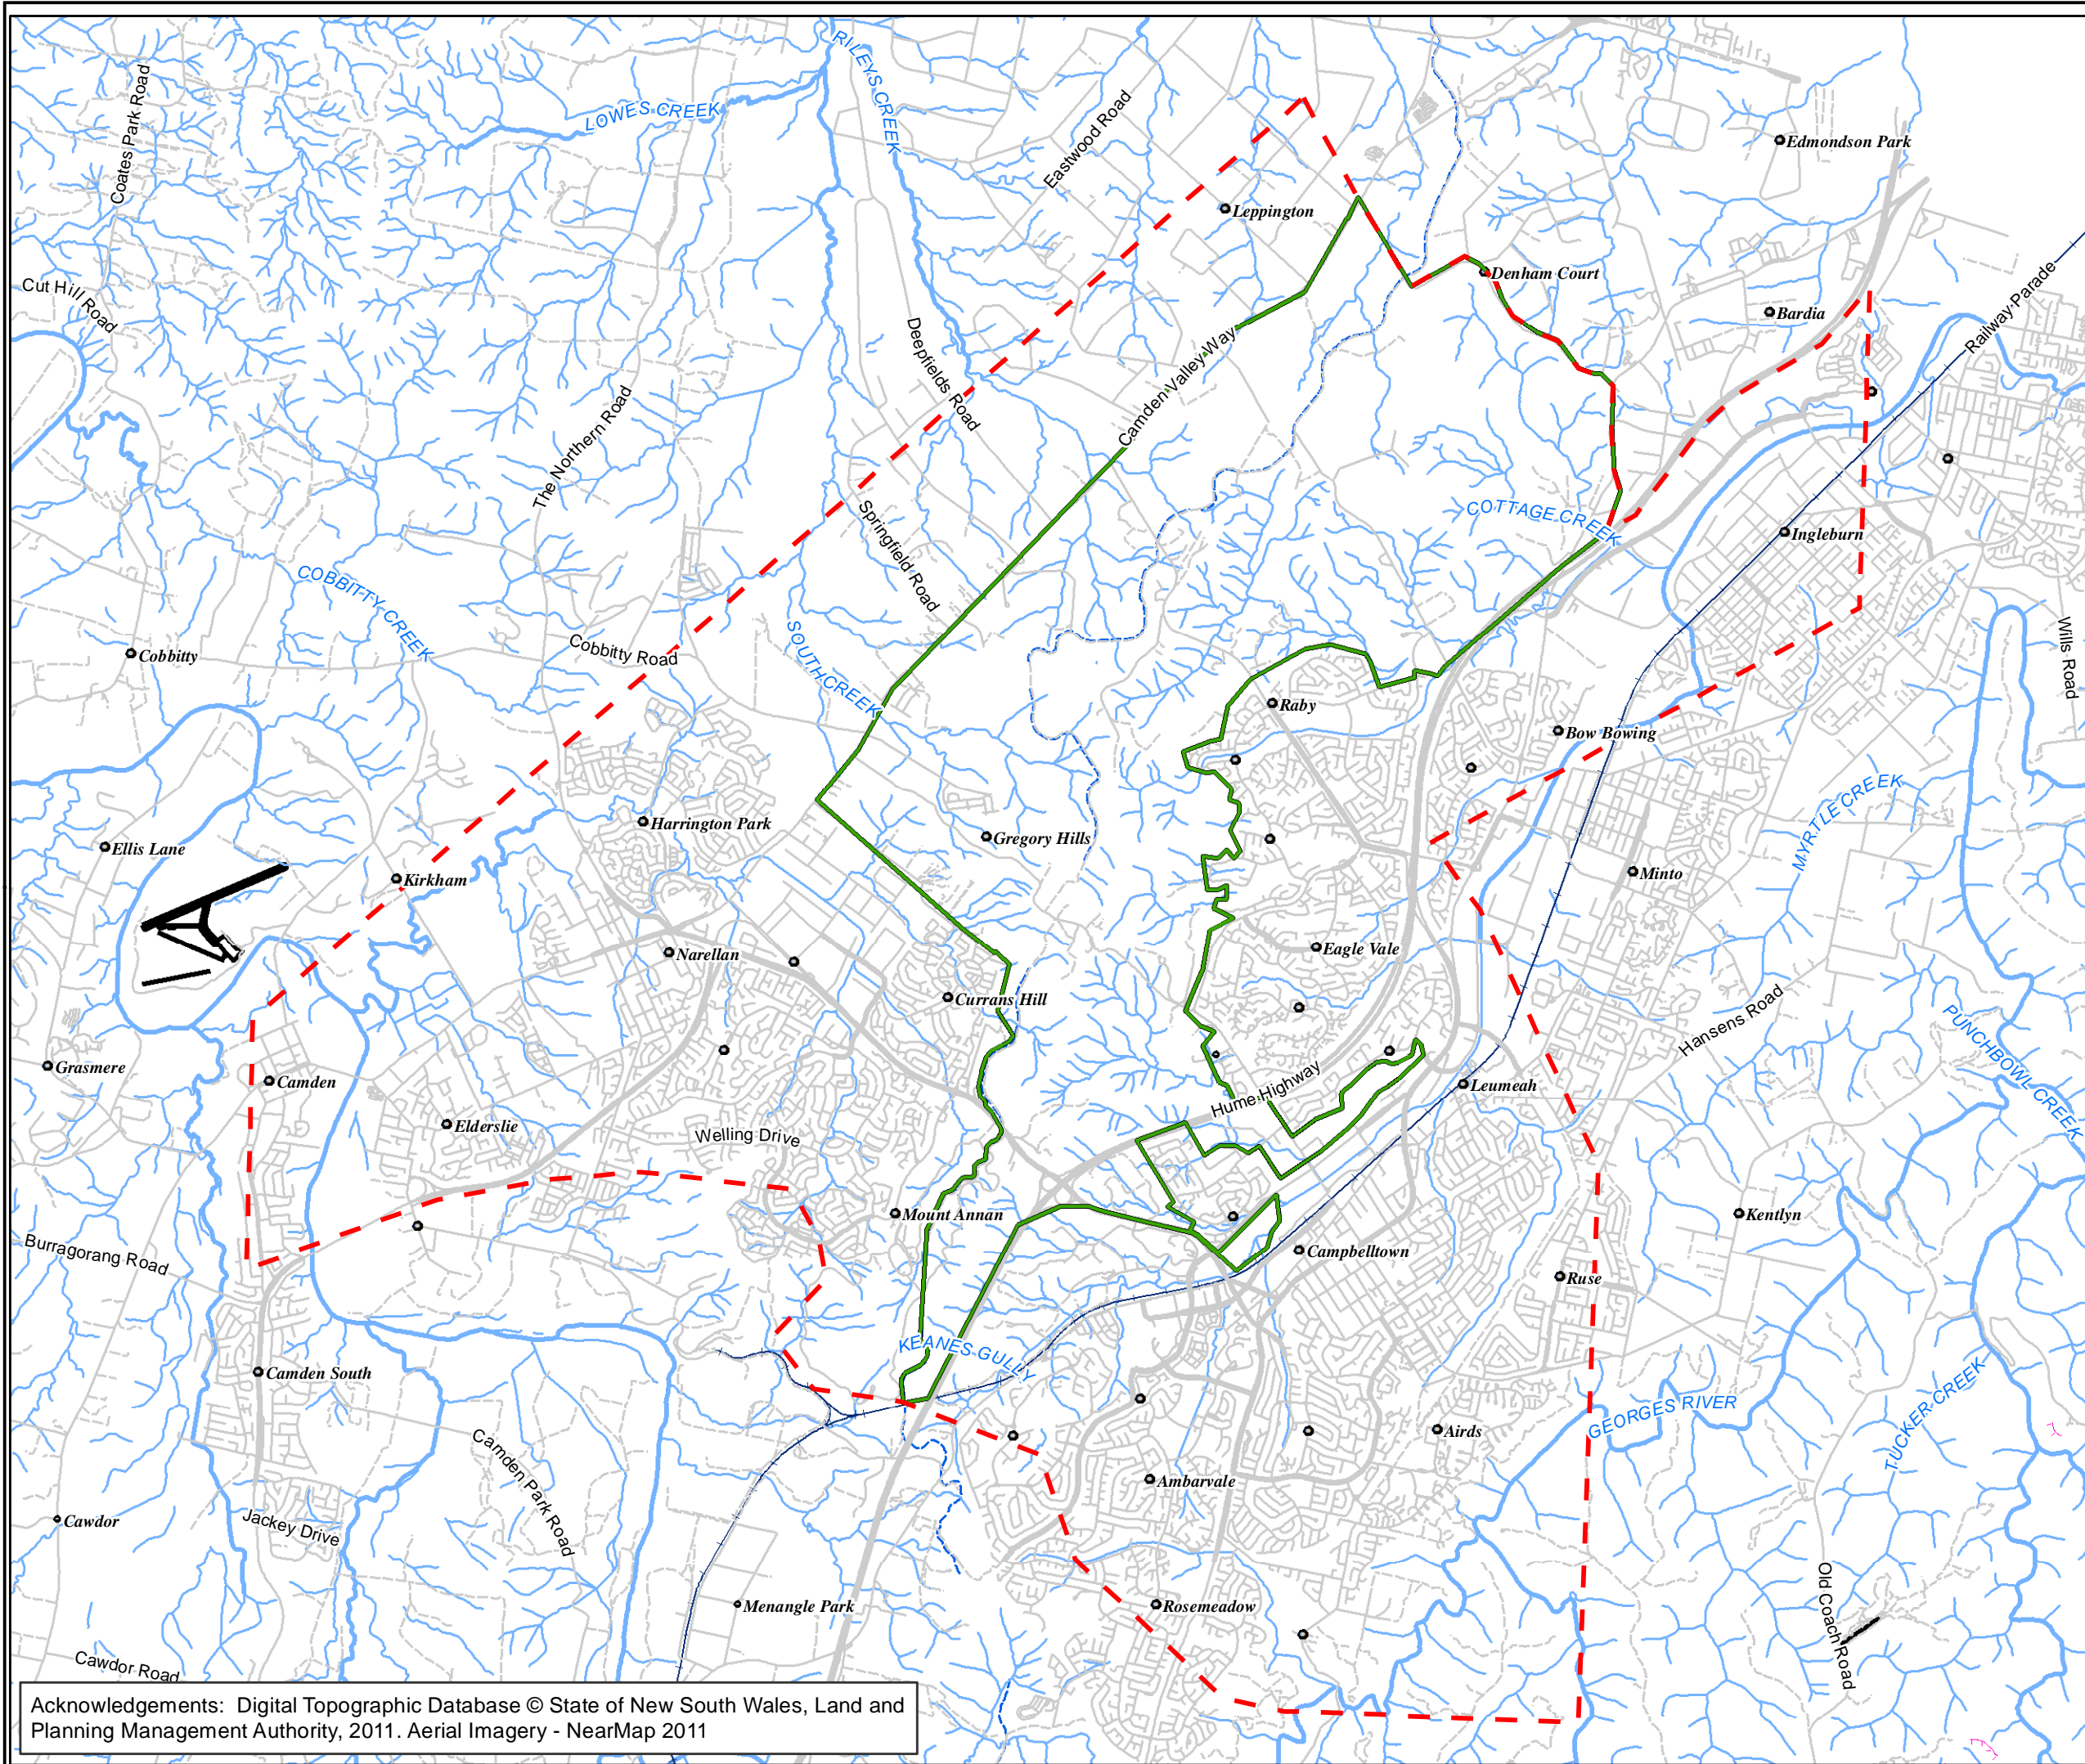 RILEYS CREEK
LOWES CREEK
Coates Park Road
Eastwood Road
Edmondson Park
Leppington
Denham Court
Railway Parade
Cut Hill Road
Bardia
Deepfields Road
Camden Valley Way
The Northern Road
COTTAGE CREEK
Springfield Road
Ingleburn
COBBITTY CREEK
SOUTH CREEK
Cobbitty Road
Cobbitty
Willis Road
Raby
Bow Bowing
MYRTLE CREEK
Harrington Park
Gregory Hills
Ellis Lane
Kirkham
Minto
Narellan
Eagle Vale
Currans Hill
Hansens Road
PUNCHBOWL CREEK
Grasmere
Camden
Hume Highway
Leumeah
Elderslie
Welling Drive
Mount Annan
Kentlyn
Burragorang Road
Campbelltown
Ruse
KEANES GULLY
Camden South
GEORGES RIVER
TUCKER CREEK
Camden Park Road
Airds
Ambarvale
Cawdor
Jackey Drive
Old Coach Road
Menangle Park
Rosemeadow
Cawdor Road
Acknowledgements: Digital Topographic Database © State of New South Wales, Land and
Planning Management Authority, 2011. Aerial Imagery - NearMap 2011